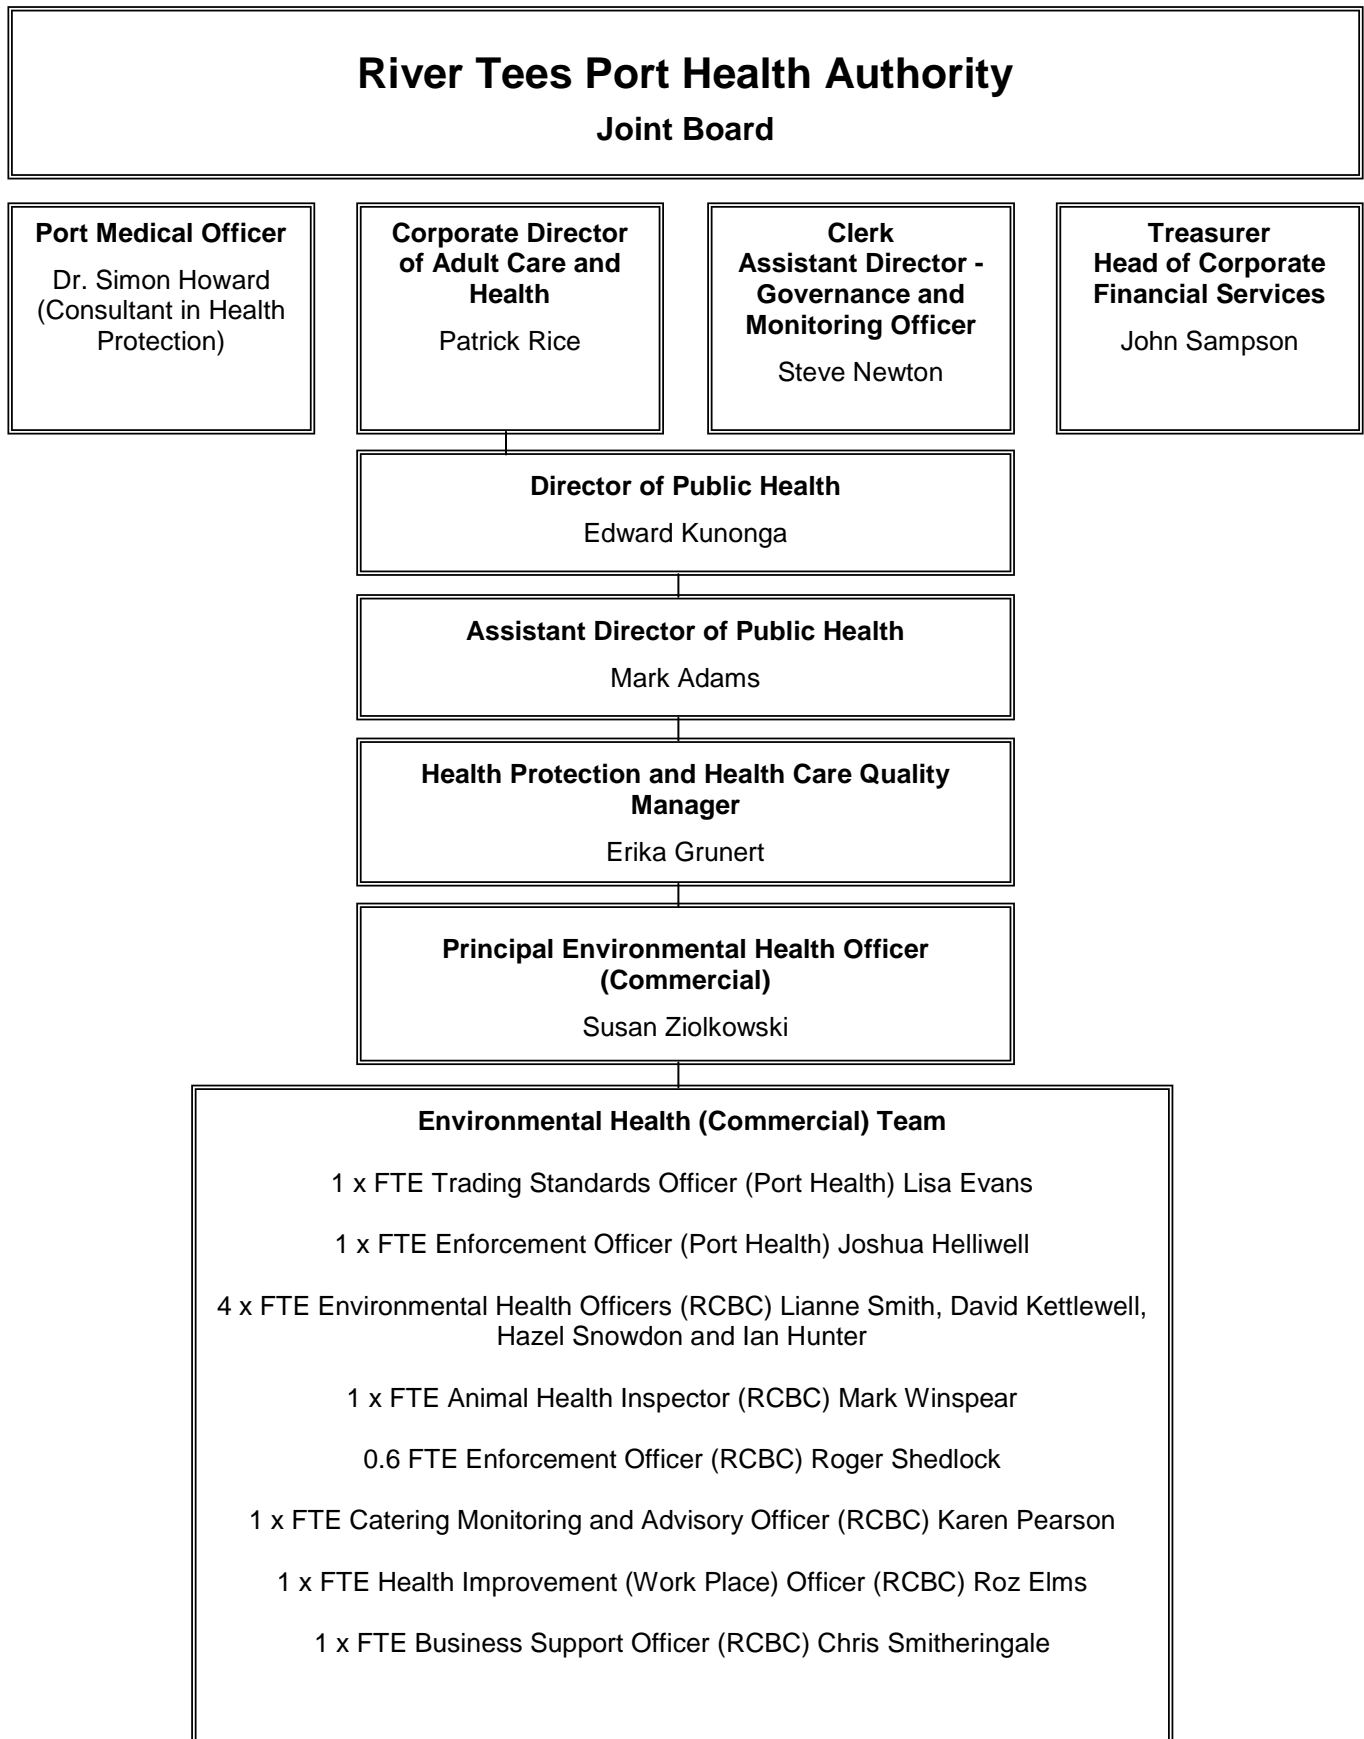 River Tees Port Health Authority
Joint Board
Port Medical Officer
Dr. Simon Howard
(Consultant in Health
Protection)
Corporate Director
of Adult Care and
Health
Patrick Rice
Clerk
Assistant Director -
Governance and
Monitoring Officer
Steve Newton
Treasurer
Head of Corporate
Financial Services
John Sampson
Director of Public Health
Edward Kunonga
Assistant Director of Public Health
Mark Adams
Health Protection and Health Care Quality
Manager
Erika Grunert
Principal Environmental Health Officer
(Commercial)
Susan Ziolkowski
Environmental Health (Commercial) Team
1 x FTE Trading Standards Officer (Port Health) Lisa Evans
1 x FTE Enforcement Officer (Port Health) Joshua Helliwell
4 x FTE Environmental Health Officers (RCBC) Lianne Smith, David Kettlewell,
Hazel Snowdon and Ian Hunter
1 x FTE Animal Health Inspector (RCBC) Mark Winspear
0.6 FTE Enforcement Officer (RCBC) Roger Shedlock
1 x FTE Catering Monitoring and Advisory Officer (RCBC) Karen Pearson
1 x FTE Health Improvement (Work Place) Officer (RCBC) Roz Elms
1 x FTE Business Support Officer (RCBC) Chris Smitheringale